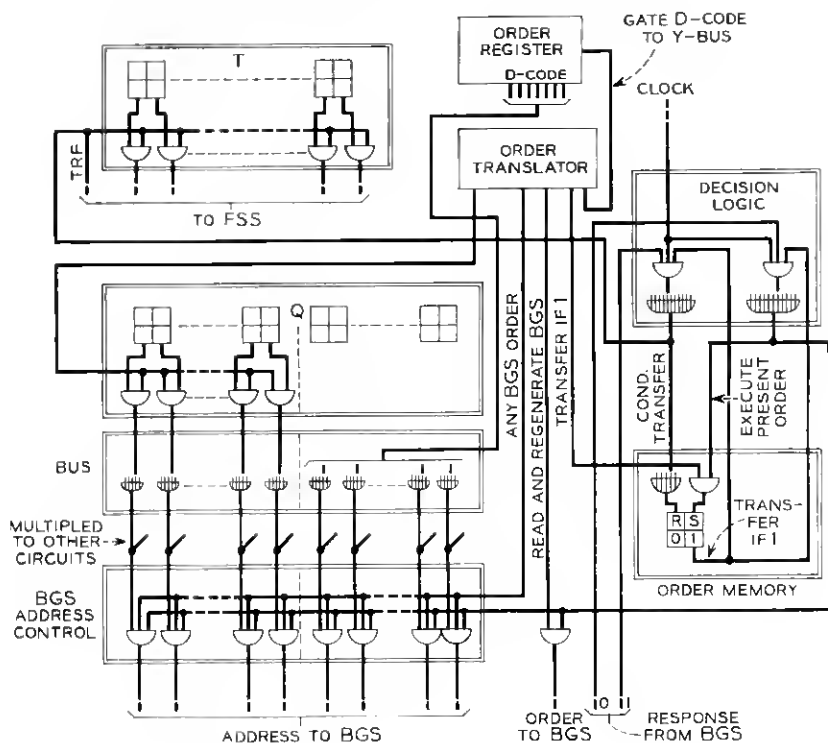 GATE D-CODE
TO Y-BUS
ORDER
REGISTER
D-CODE
T
CLOCK
ORDER
TRANSLATOR
TRF
TO FSS
DECISION
LOGIC
Q
ANY BGS ORDER
READ AND REGENERATE BGS
TRANSFER IF 1
COND.
TRANSFER
EXECUTE
PRESENT
ORDER
BUS
MULTIPLED
TO OTHER
CIRCUITS
R S
0 1
TRANS-
FER
IF 1
ORDER MEMORY
BGS
ADDRESS
CONTROL
0 1
ADDRESS TO BGS
ORDER
TO BGS
RESPONSE
FROM BGS